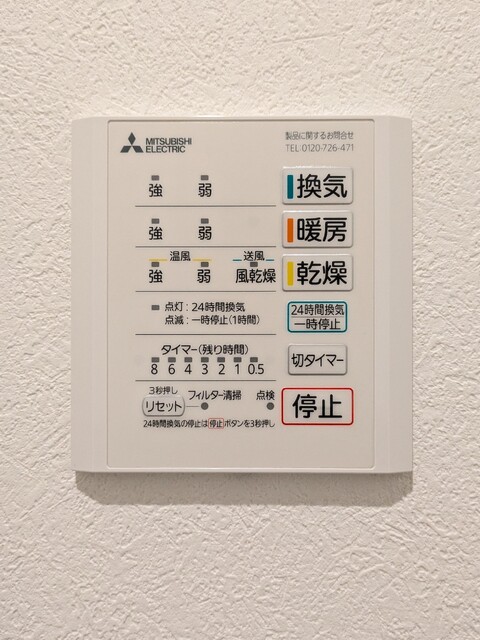 MITSUBISHI
ELECTRIC
製品に関するお問合せ
TEL:0120-726-471
強 弱 換気
強 弱 暖房
温風 送風
強 弱 風乾燥 乾燥
点灯：24時間換気
点滅：一時停止(1時間)
24時間換気
一時停止
タイマー(残り時間)
8 6 4 3 2 1 0.5
切タイマー
3秒押し
リセット フィルター清掃 点検
停止
24時間換気の停止は停止ボタンを3秒押し